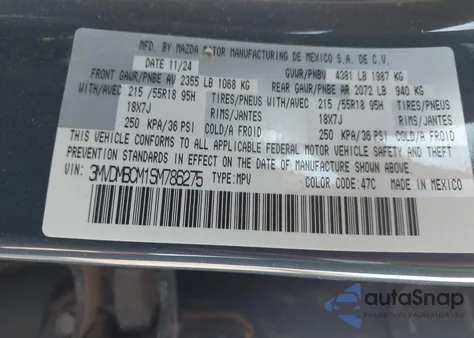 MFD. BY MAZDA MOTOR MANUFACTURING DE MEXICO S.A. DE C.V.
DATE 11/24 GVWR/PNBV 4381 LB 1987 KG
FRONT GAWR/PNBE AV 2355 LB 1068 KG REAR GAWR/PNBE AR 2072 LB 940 KG
WITH/AVEC 215/55R18 95H TIRES/PNEUS WITH/AVEC 215/55R18 95H TIRES/PNEUS
18X7J RIMS/JANTES 18X7J RIMS/JANTES
250 KPA/36 PSI COLD/A FROID 250 KPA/36 PSI COLD/A FROID
THIS VEHICLE CONFORMS TO ALL APPLICABLE FEDERAL MOTOR VEHICLE SAFETY AND THEFT
PREVENTION STANDARDS IN EFFECT ON THE DATE OF MANUFACTURE SHOWN ABOVE.
VIN: 3MVDMBCM1SM786275 TYPE: MPV COLOR CODE: 47C MADE IN MEXICO
autoSnap